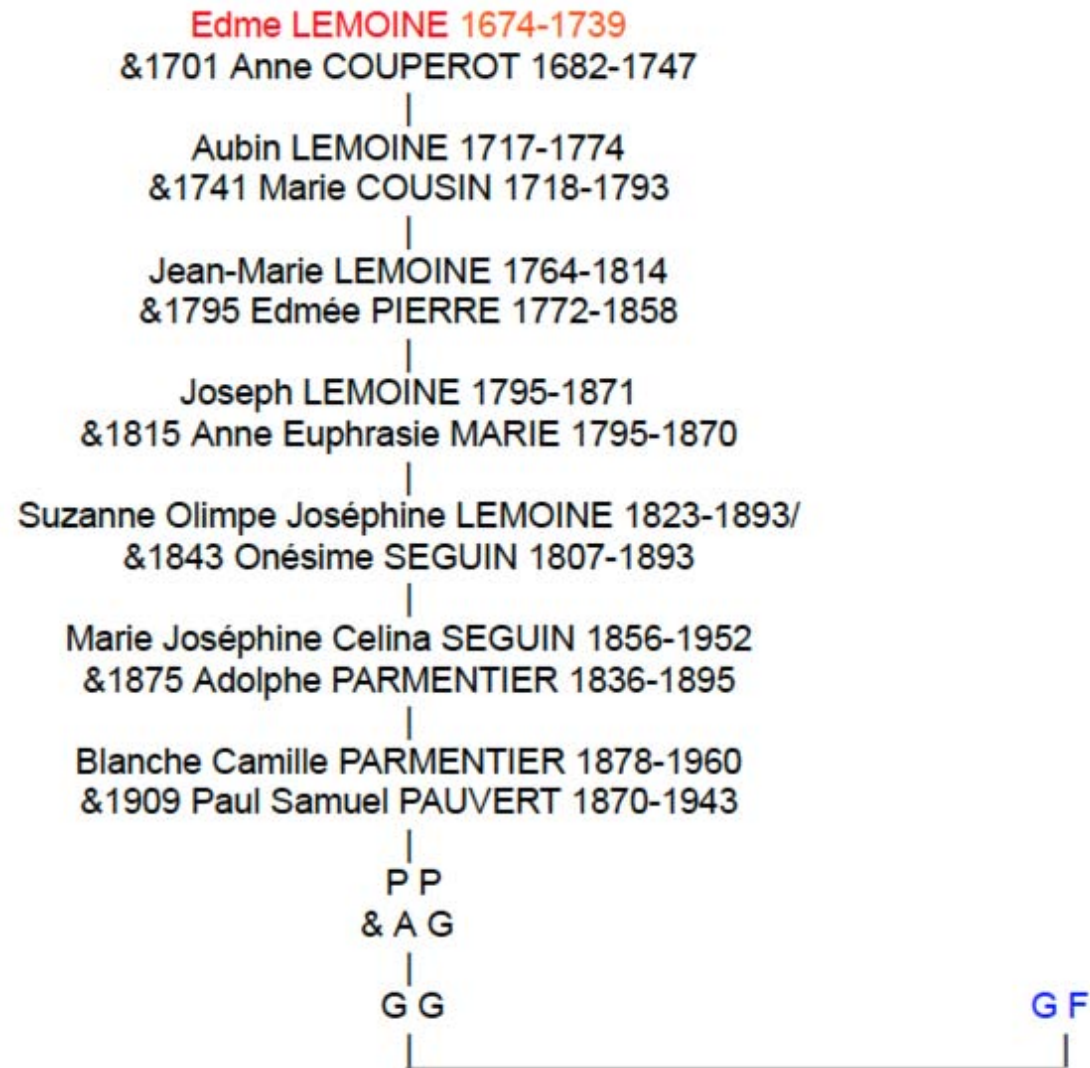 Edme LEMOINE 1674-1739
&1701 Anne COUPEROT 1682-1747
Aubin LEMOINE 1717-1774
&1741 Marie COUSIN 1718-1793
Jean-Marie LEMOINE 1764-1814
&1795 Edmée PIERRE 1772-1858
Joseph LEMOINE 1795-1871
&1815 Anne Euphrasie MARIE 1795-1870
Suzanne Olimpe Joséphine LEMOINE 1823-1893/
&1843 Onésime SEGUIN 1807-1893
Marie Joséphine Celina SEGUIN 1856-1952
&1875 Adolphe PARMENTIER 1836-1895
Blanche Camille PARMENTIER 1878-1960
&1909 Paul Samuel PAUVERT 1870-1943
P P
& A G
G G G F